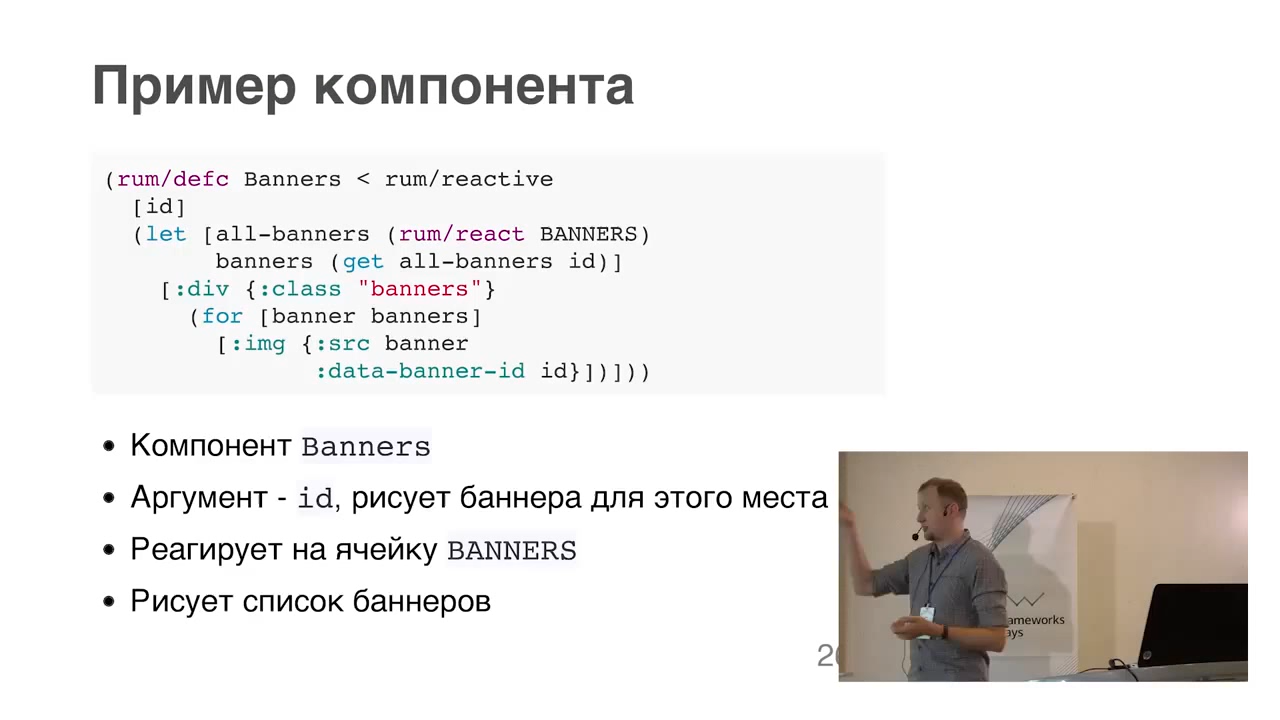 Пример компонента
(rum/defc Banners < rum/reactive
  [id]
  (let [all-banners (rum/react BANNERS)
        banners (get all-banners id)]
    [:div {:class "banners"}
      (for [banner banners]
        [:img {:src banner
               :data-banner-id id}])]))
• Компонент Banners
• Аргумент - id, рисует баннера для этого места
• Реагирует на ячейку BANNERS
• Рисует список баннеров